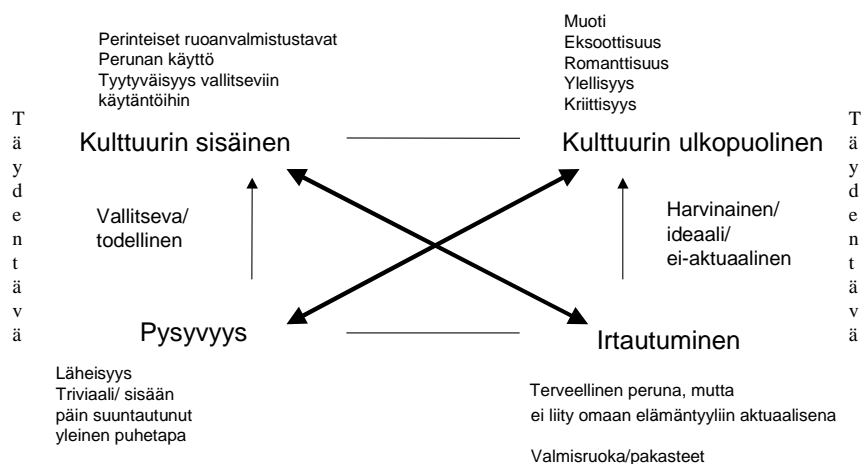 Perinteiset ruoanvalmistustavat
Perunan käyttö
Tyytyväisyys vallitseviin
käytäntöihin
Muoti
Eksoottisuus
Romanttisuus
Ylellisyys
Kriittisyys
Täydentävä
Kulttuurin sisäinen
Kulttuurin ulkopuolinen
Täydentävä
Vallitseva/
todellinen
Harvinainen/
ideaali/
ei-aktuaalinen
Pysyvyys
Irtautuminen
Läheisyys
Triviaali/ sisään
päin suuntautunut
yleinen puhetapa
Terveellinen peruna, mutta
ei liity omaan elämäntyyliin aktuaalisena
Valmisruoka/pakasteet